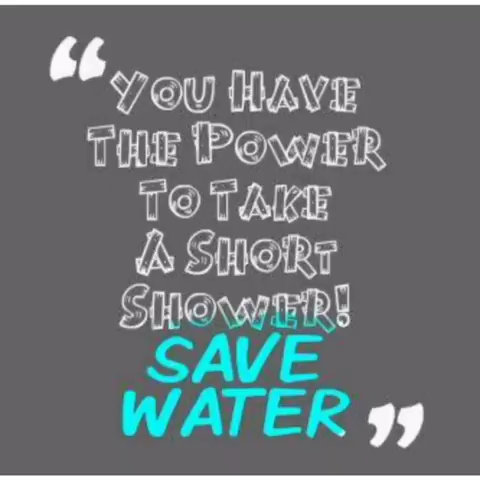 “YOU HAVE
THE POWER
TO TAKE
A SHORT
SHOWER!
SAVE
WATER”